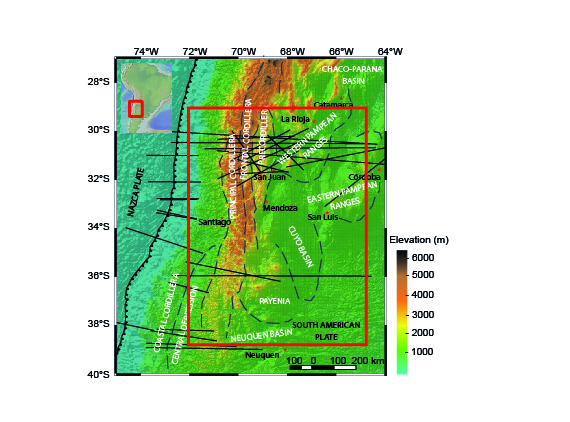 74°W 72°W 70°W 68°W 66°W 64°W
28°S
30°S
32°S
34°S
36°S
38°S
40°S
CHACO-PARANA
BASIN
Catamarca
La Rioja
PRINCIPAL CORDILLERA
FRONTAL CORDILLERA
WESTERN PAMPEAN
RANGES
San Juan
Córdoba
EASTERN PAMPEAN
RANGES
NAZCA PLATE
Mendoza
San Luis
Santiago
CUYO BASIN
COASTAL CORDILLERA
CENTRAL DEPRESSION
PAYENIA
NEUQUEN BASIN
SOUTH AMERICAN
PLATE
Neuquen
100 0 100 200 km
Elevation (m)
6000
5000
4000
3000
2000
1000